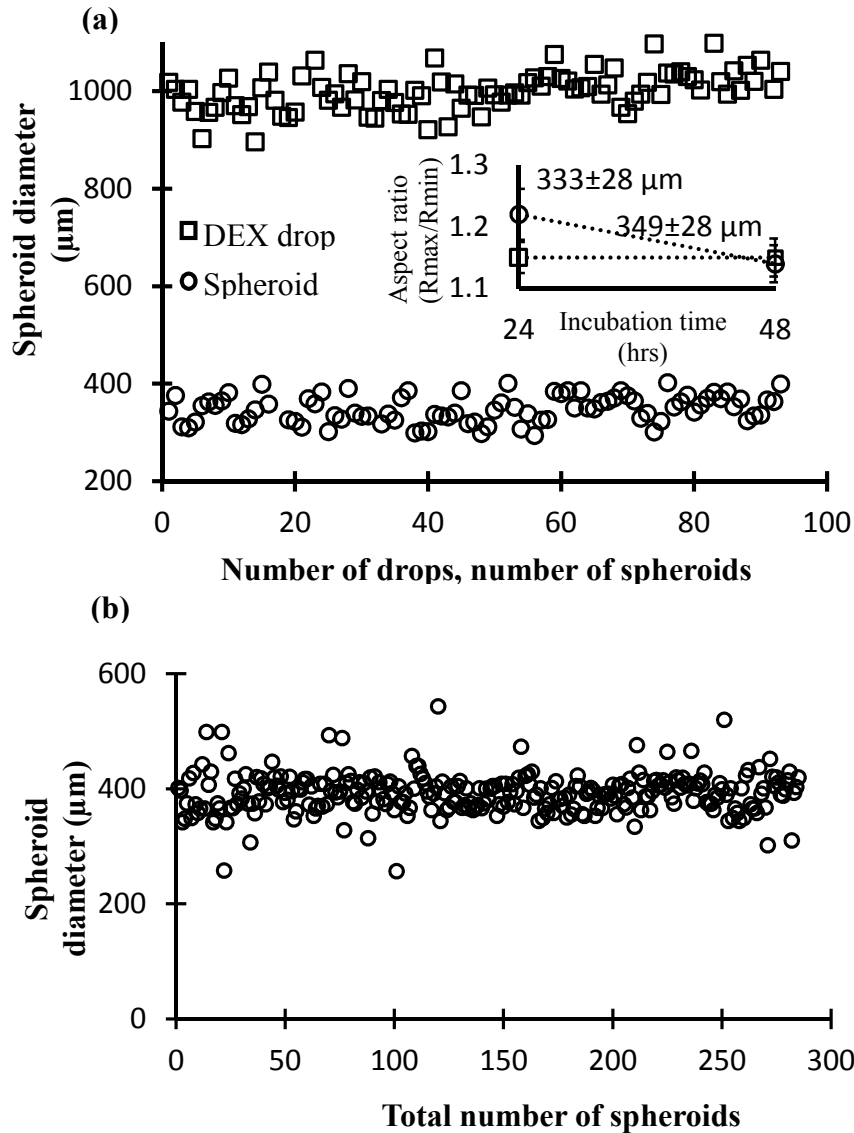 (a)
Spheroid diameter
(μm)
1000
800
600
400
200
0
20
40
60
80
100
DEX drop
Spheroid
Aspect ratio
(Rmax/Rmin)
1.3
1.2
1.1
333±28 μm
349±28 μm
24
Incubation time
(hrs)
48
Number of drops, number of spheroids
(b)
Spheroid
diameter (μm)
600
400
200
0
0
50
100
150
200
250
300
Total number of spheroids